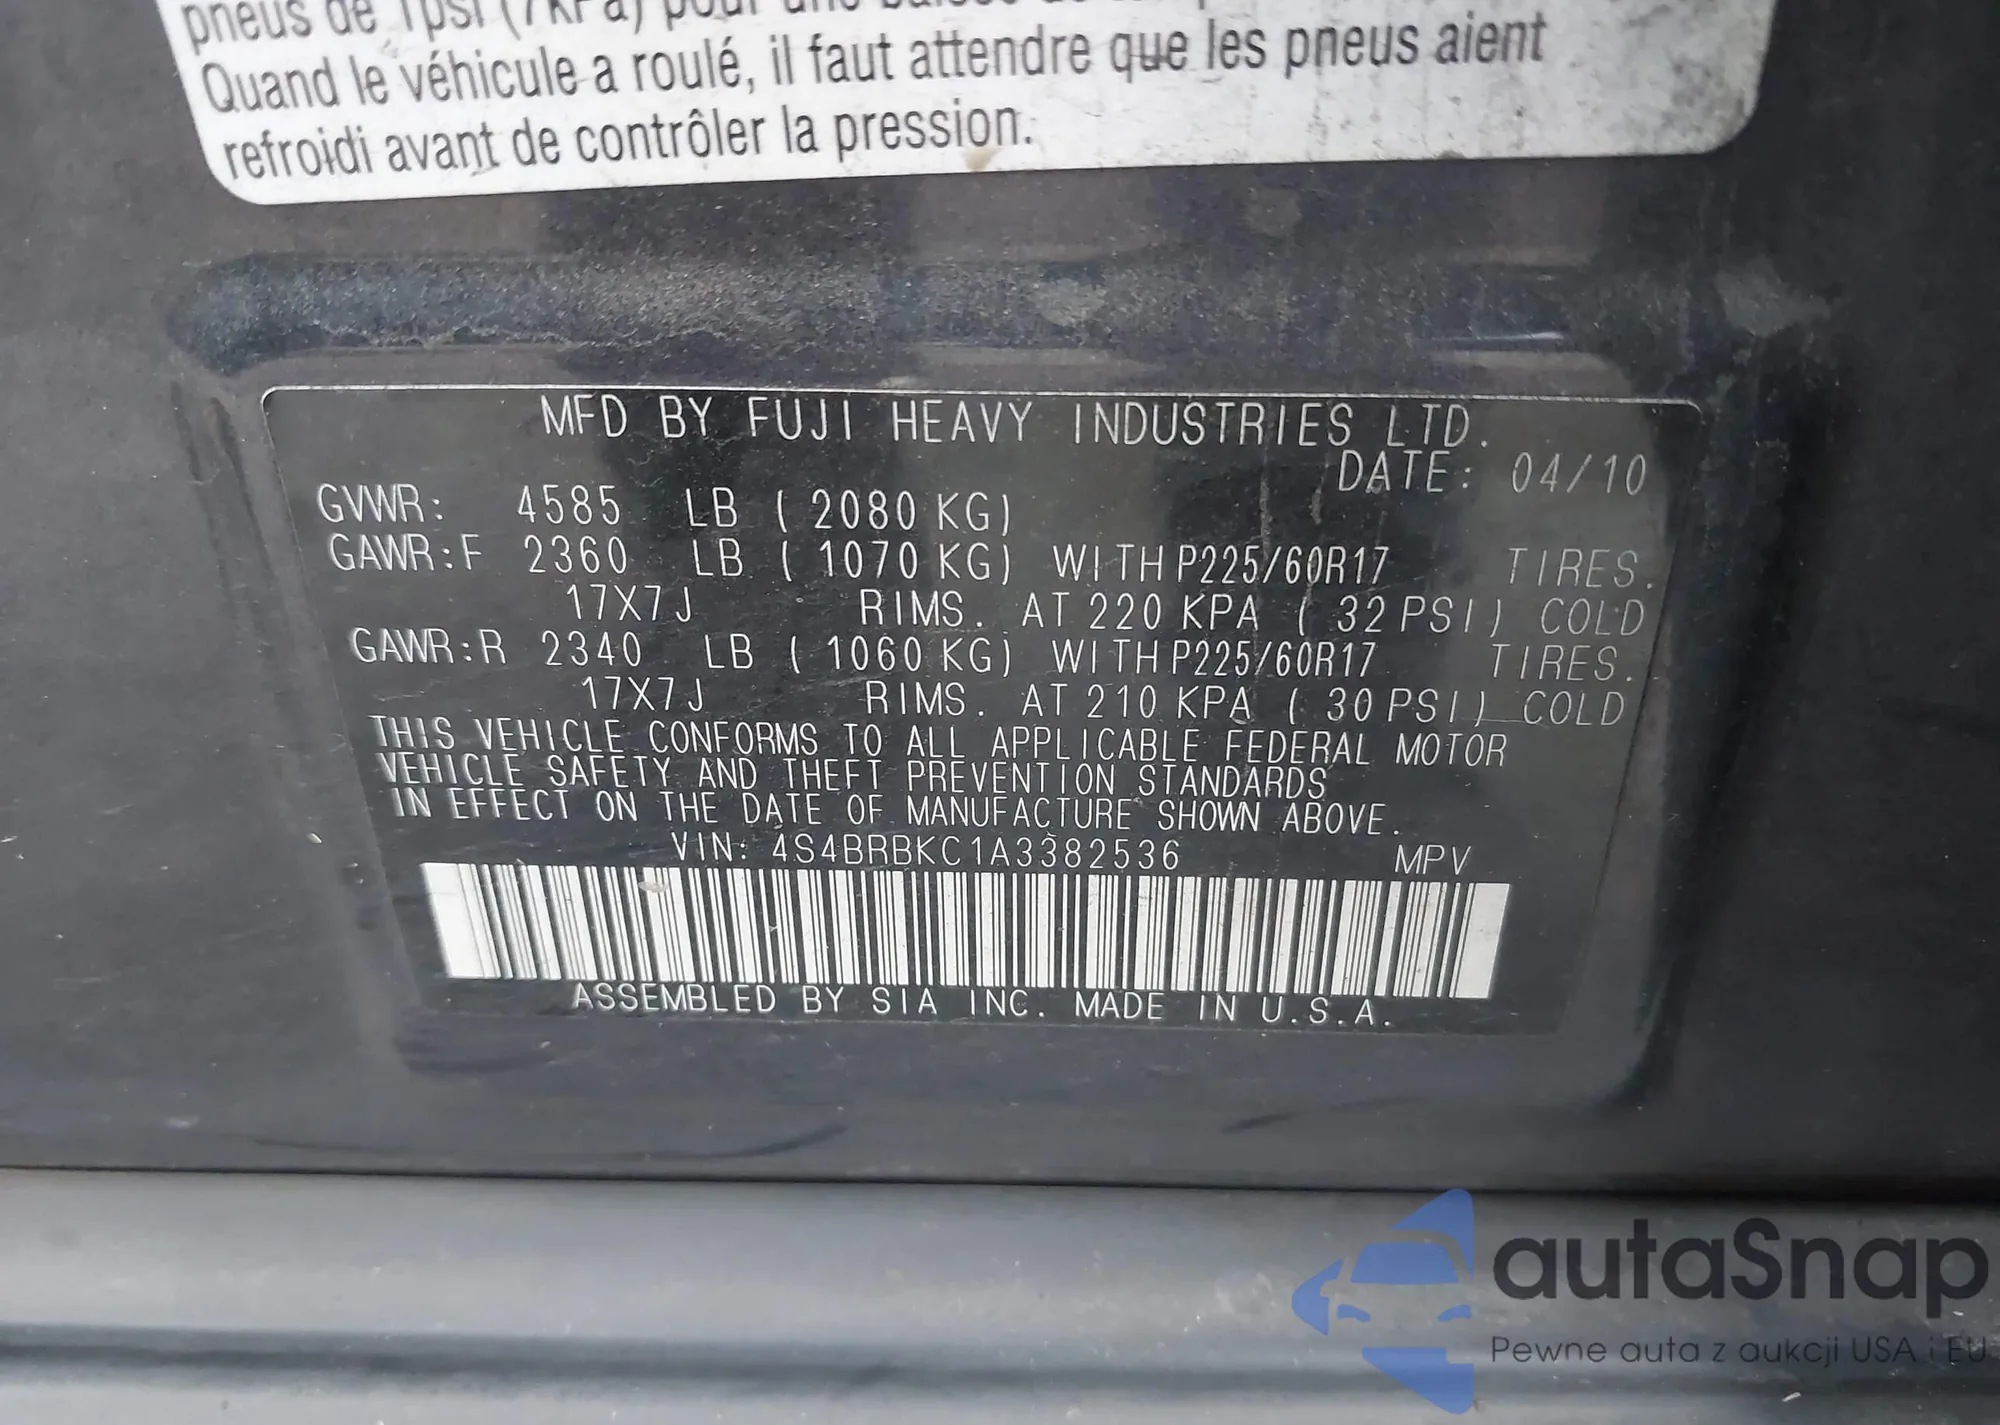 pneus de 1psi (7kPa) pour une
Quand le véhicule a roulé, il faut attendre que les pneus aient
refroidi avant de contrôler la pression.
MFD BY FUJI HEAVY INDUSTRIES LTD.
DATE: 04/10
GVWR: 4585 LB (2080 KG)
GAWR:F 2360 LB (1070 KG) WITH P225/60R17 TIRES.
17X7J RIMS. AT 220 KPA (32 PSI) COLD
GAWR:R 2340 LB (1060 KG) WITH P225/60R17 TIRES.
17X7J RIMS. AT 210 KPA (30 PSI) COLD
THIS VEHICLE CONFORMS TO ALL APPLICABLE FEDERAL MOTOR
VEHICLE SAFETY AND THEFT PREVENTION STANDARDS
IN EFFECT ON THE DATE OF MANUFACTURE SHOWN ABOVE.
VIN: 4S4BRBKC1A3382536 MPV
ASSEMBLED BY SIA INC. MADE IN U.S.A.
autaSnap
Pewne auta z aukcji USA i EU